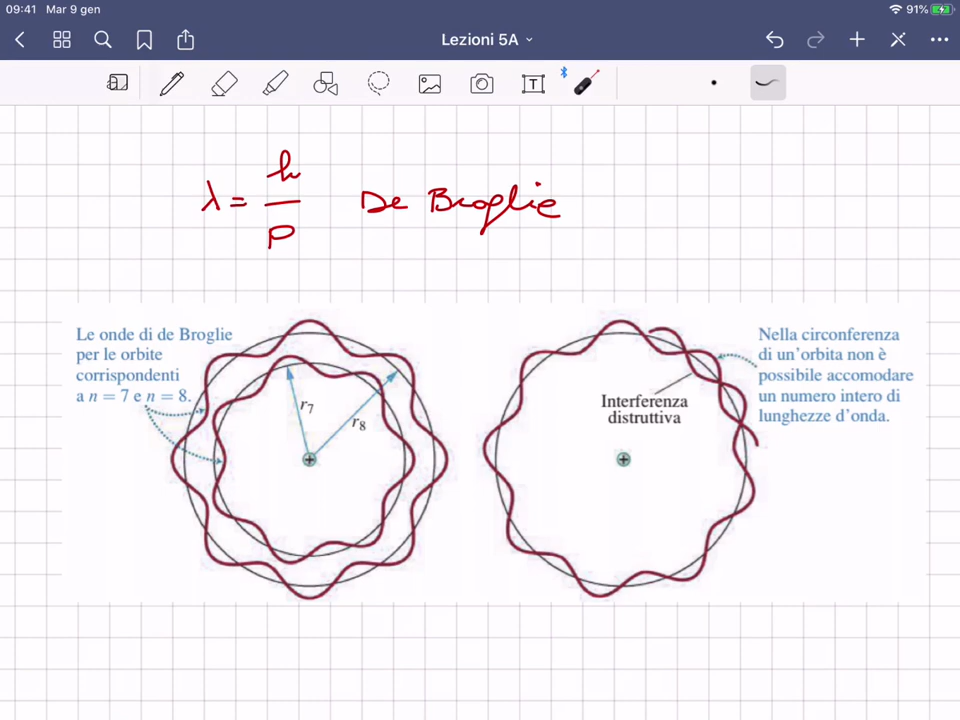 09:41 Mar 9 gen
91%
Lezioni 5A
T
λ = h/p De Broglie
Le onde di de Broglie
per le orbite
corrispondenti
a n = 7 e n = 8.
r₇
r₈
+
Interferenza
distruttiva
+
Nella circonferenza
di un'orbita non è
possibile accomodare
un numero intero di
lunghezze d'onda.